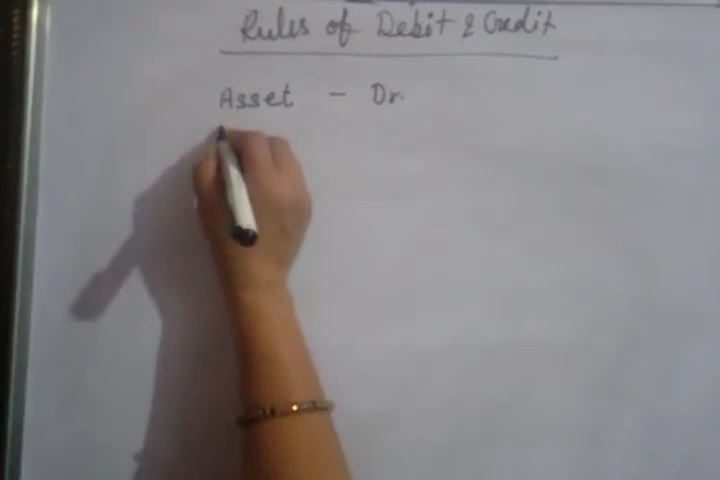 Rules of Debit & Credit
Asset - Dr.